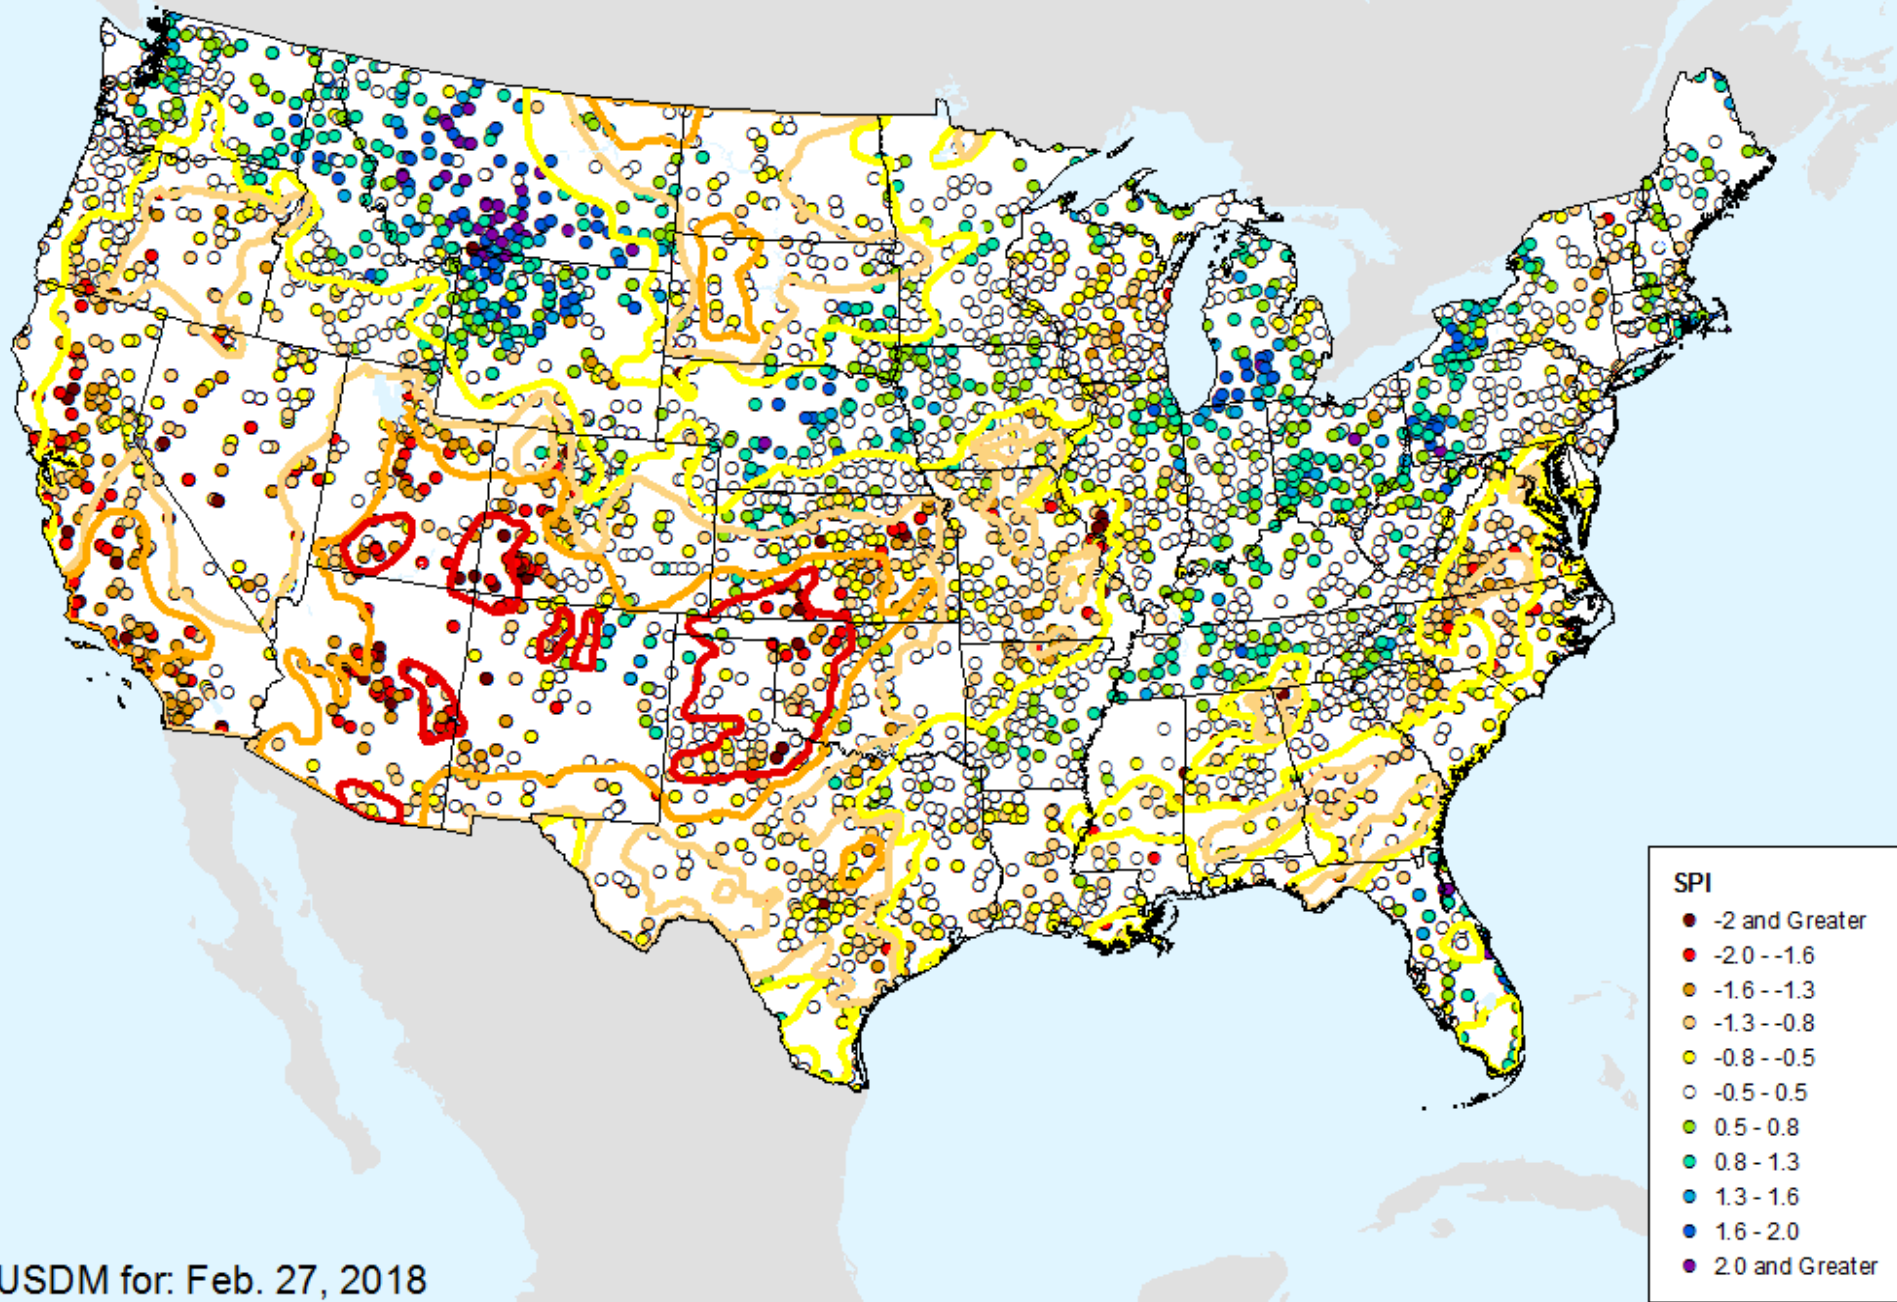 SPI
-2 and Greater
-2.0 - -1.6
-1.6 - -1.3
-1.3 - -0.8
-0.8 - -0.5
-0.5 - 0.5
0.5 - 0.8
0.8 - 1.3
1.3 - 1.6
1.6 - 2.0
2.0 and Greater
USDM for: Feb. 27, 2018